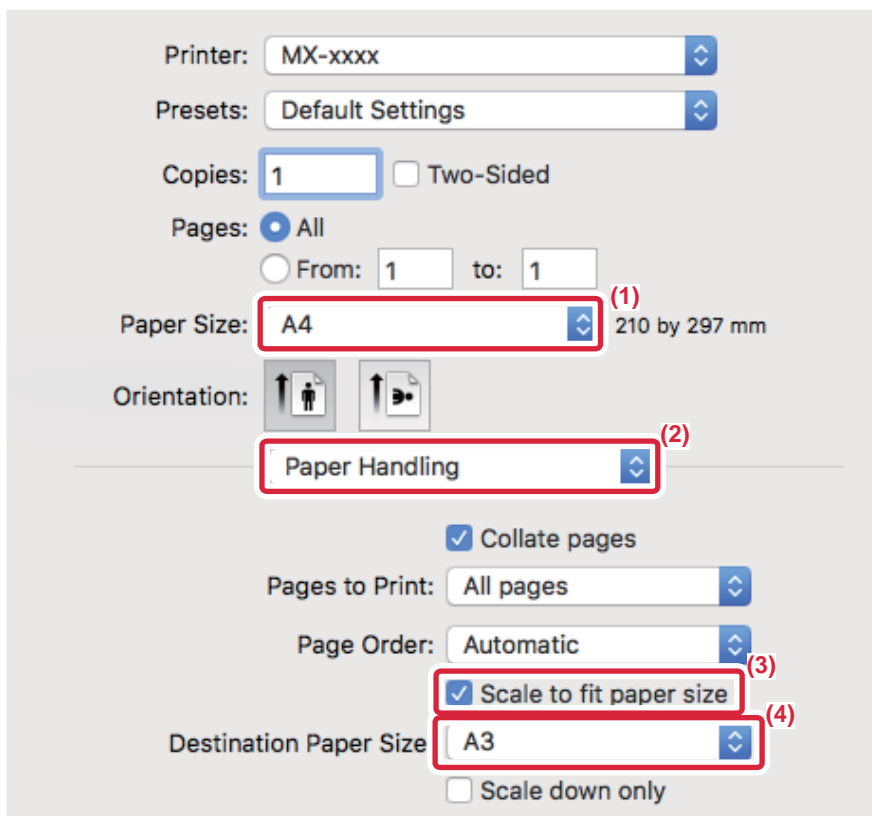 Printer: MX-xxxx
Presets: Default Settings
Copies: 1 Two-Sided
Pages: All
From: 1 to: 1
(1)
Paper Size: A4 210 by 297 mm
Orientation:
(2)
Paper Handling
Collate pages
Pages to Print: All pages
Page Order: Automatic
(3)
Scale to fit paper size
(4)
Destination Paper Size A3
Scale down only